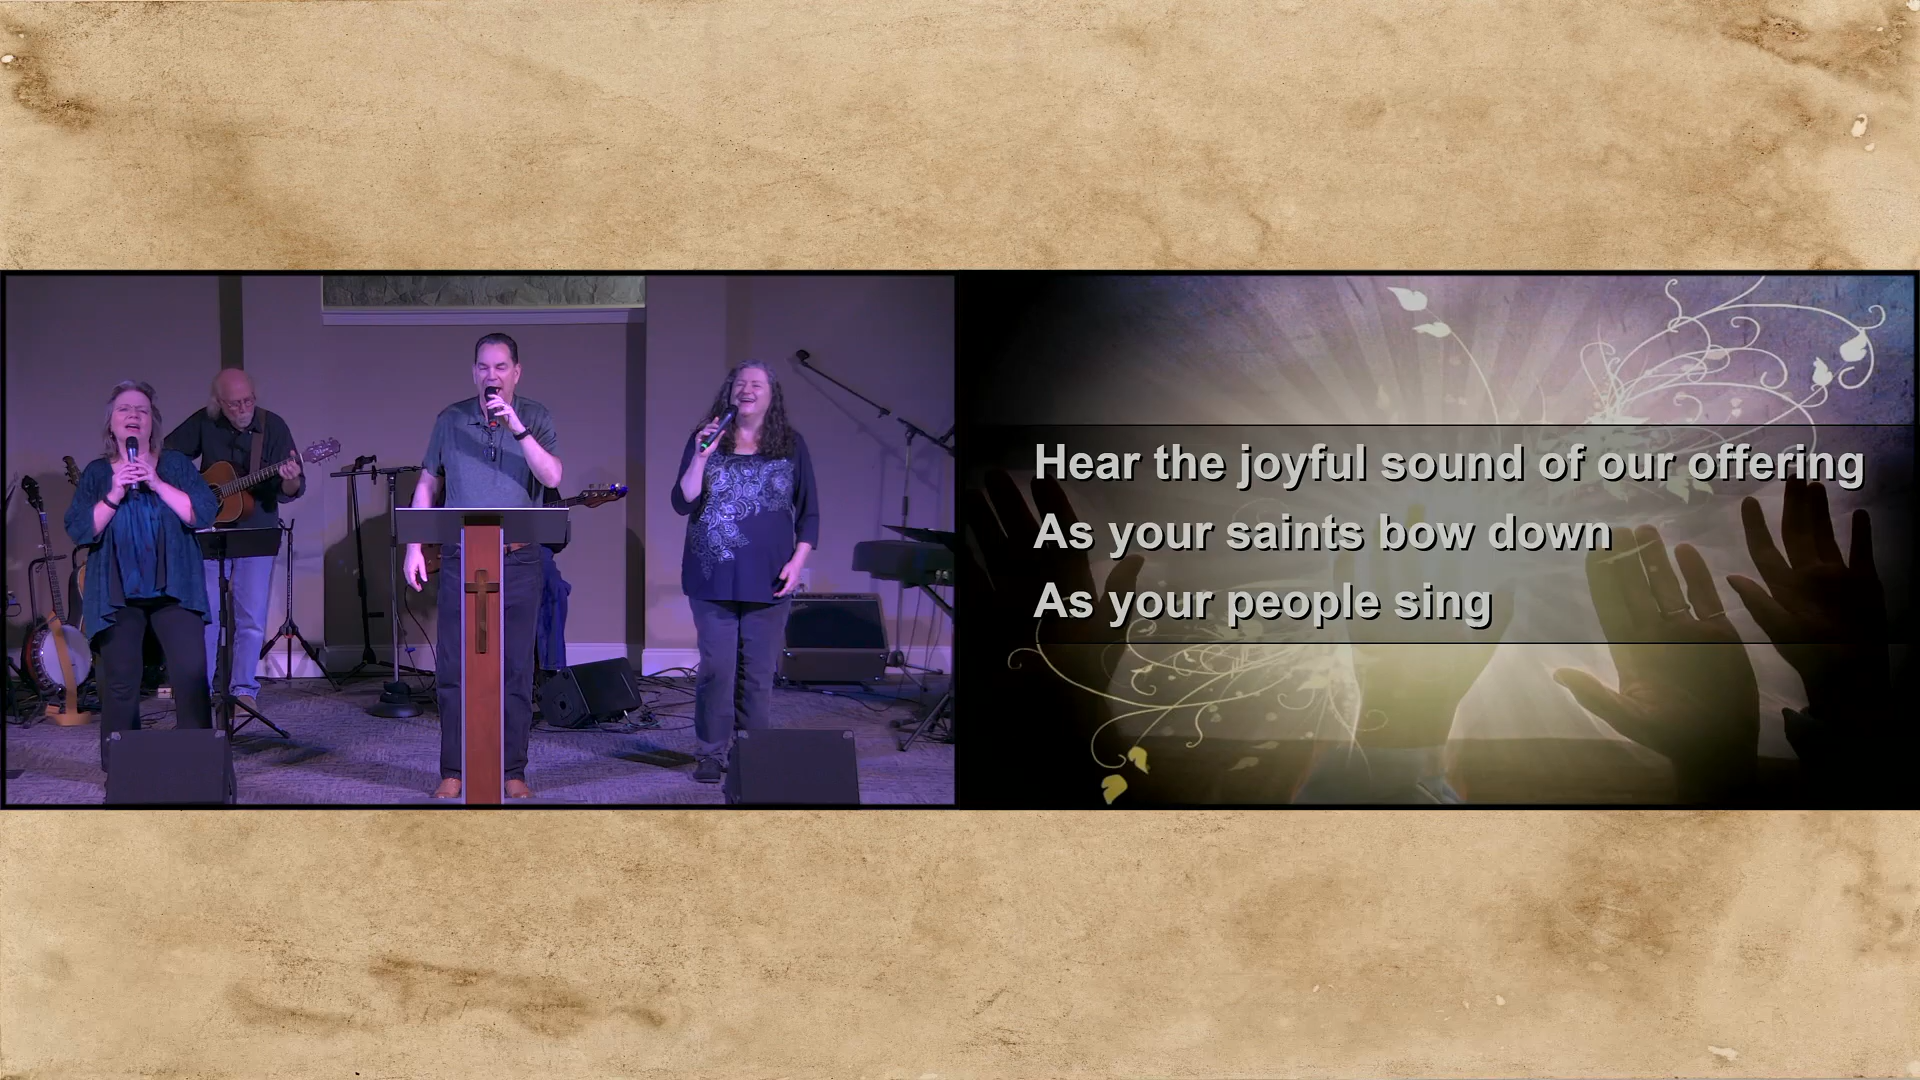 Hear the joyful sound of our offering
As your saints bow down
As your people sing